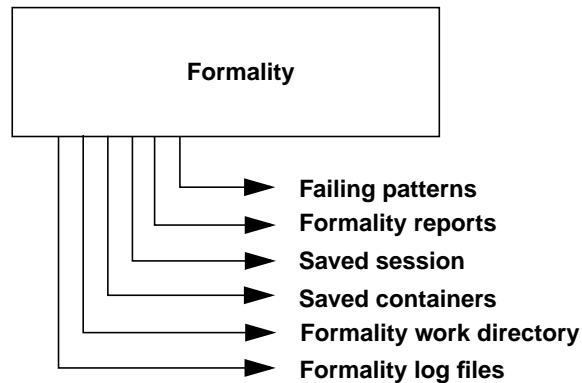 Formality
Failing patterns
Formality reports
Saved session
Saved containers
Formality work directory
Formality log files